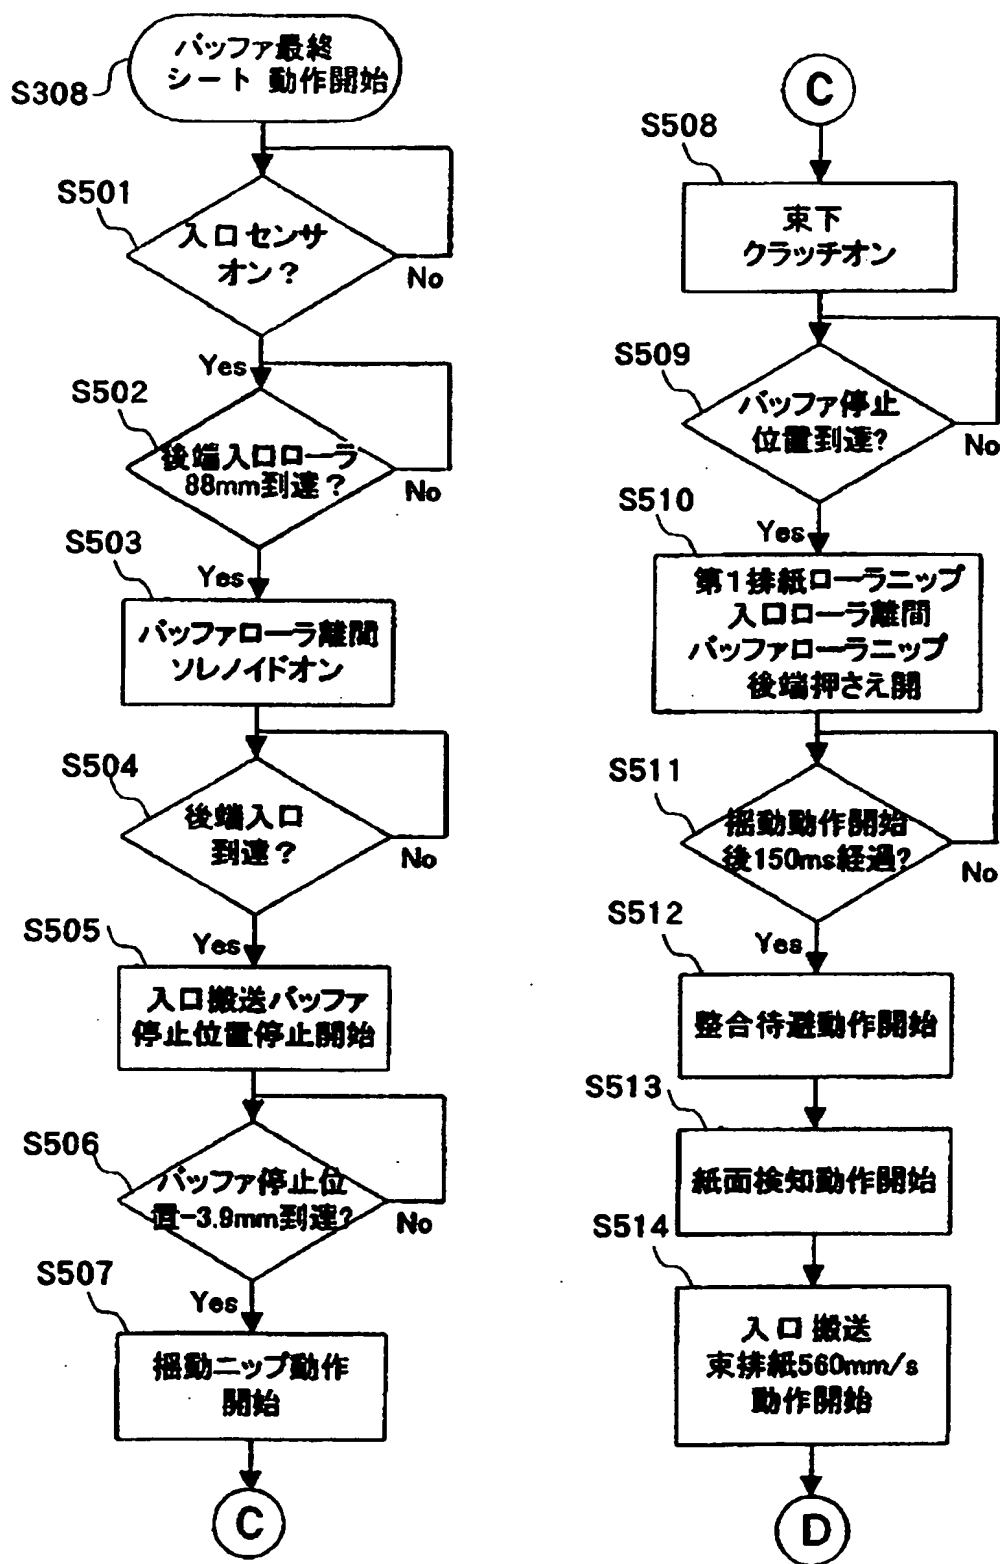 S308
バッファ最終
シート 動作開始
S501
入口センサ
オン？
No
Yes
S502
後端入口ローラ
88mm到達？
No
Yes
S503
バッファローラ離間
ソレノイドオン
S504
後端入口
到達？
No
Yes
S505
入口搬送バッファ
停止位置停止開始
S506
バッファ停止位
置-3.9mm到達?
No
Yes
S507
揺動ニップ動作
開始
C
C
S508
束下
クラッチオン
S509
バッファ停止
位置到達?
No
Yes
S510
第1排紙ローラニップ
入口ローラ離間
バッファローラニップ
後端押さえ開
S511
揺動動作開始
後150ms経過?
No
Yes
S512
整合待避動作開始
S513
紙面検知動作開始
S514
入口搬送
束排紙560mm/s
動作開始
D